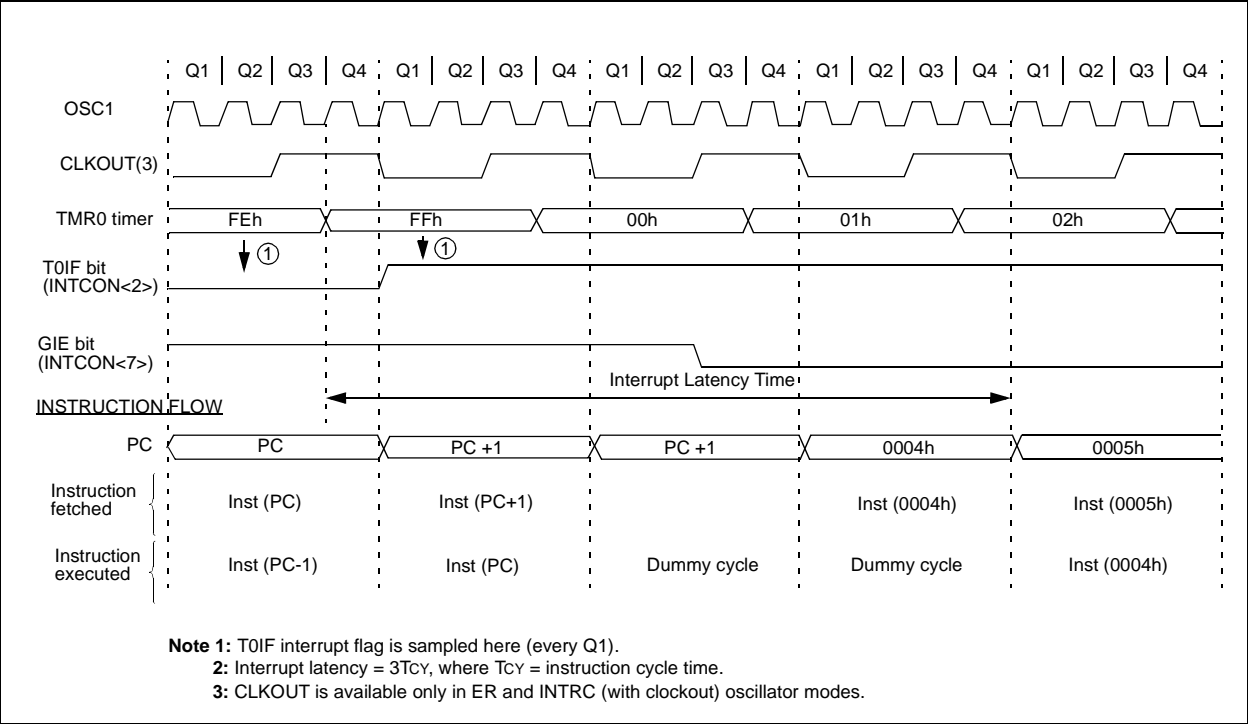 Q1 Q2 Q3 Q4 Q1 Q2 Q3 Q4 Q1 Q2 Q3 Q4 Q1 Q2 Q3 Q4 Q1 Q2 Q3 Q4
OSC1
CLKOUT(3)
TMR0 timer FEh FFh 00h 01h 02h
1 1
T0IF bit
(INTCON<2>)
GIE bit
(INTCON<7>)
Interrupt Latency Time
INSTRUCTION FLOW
PC PC PC +1 PC +1 0004h 0005h
Instruction
fetched
Inst (PC) Inst (PC+1) Inst (0004h) Inst (0005h)
Instruction
executed
Inst (PC-1) Inst (PC) Dummy cycle Dummy cycle Inst (0004h)
Note 1: T0IF interrupt flag is sampled here (every Q1).
2: Interrupt latency = 3TCY, where TCY = instruction cycle time.
3: CLKOUT is available only in ER and INTRC (with clockout) oscillator modes.